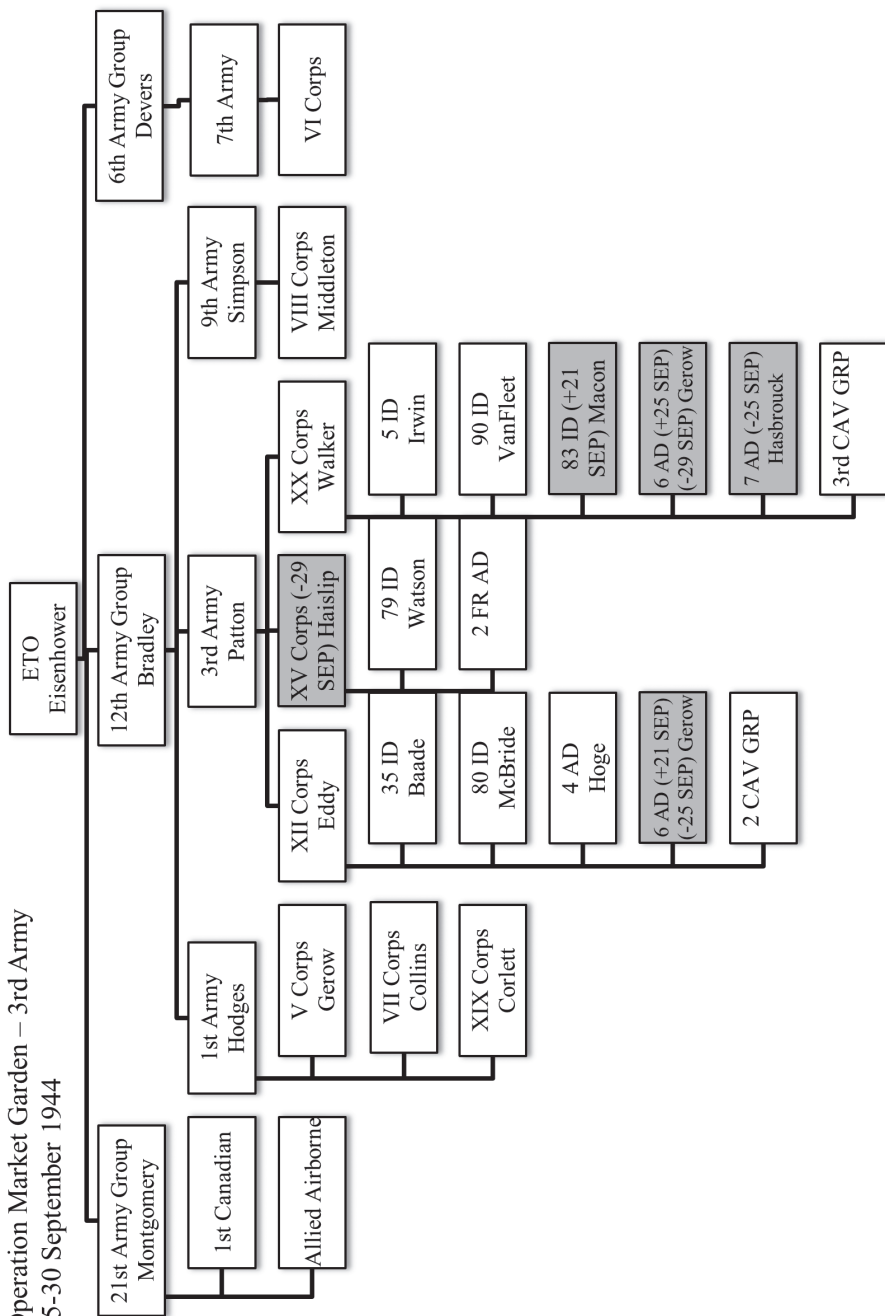 Operation Market Garden – 3rd Army
5-30 September 1944
ETO
Eisenhower
21st Army Group
Montgomery
1st Canadian
Allied Airborne
12th Army Group
Bradley
1st Army
Hodges
V Corps
Gerow
VII Corps
Collins
XIX Corps
Corlett
3rd Army
Patton
XII Corps
Eddy
35 ID
Baade
80 ID
McBride
4 AD
Hoge
6 AD (+21 SEP)
(-25 SEP) Gerow
2 CAV GRP
XV Corps (-29
SEP) Haislip
79 ID
Watson
2 FR AD
XX Corps
Walker
5 ID
Irwin
90 ID
VanFleet
83 ID (+21
SEP) Macon
6 AD (+25 SEP)
(-29 SEP) Gerow
7 AD (-25 SEP)
Hasbrouck
3rd CAV GRP
9th Army
Simpson
VIII Corps
Middleton
6th Army Group
Devers
7th Army
VI Corps